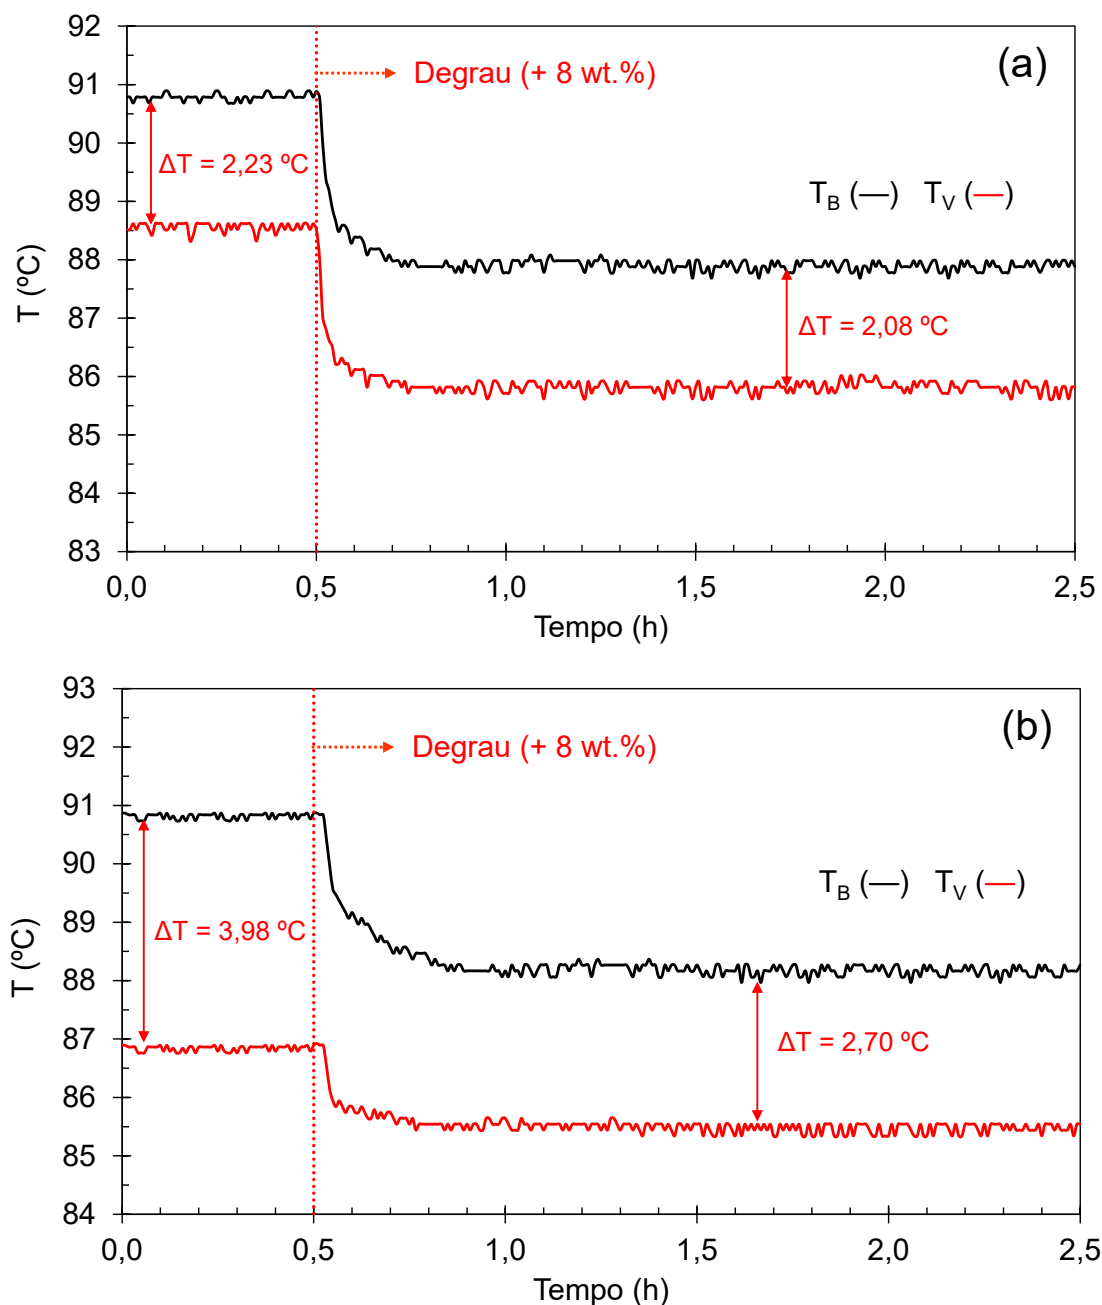 92
(a)
Degrau (+ 8 wt.%)
91
ΔT = 2,23 ºC
90
T_B (—) T_V (—)
89
88
T (ºC)
ΔT = 2,08 ºC
87
86
85
84
83
0,0 0,5 1,0 1,5 2,0 2,5
Tempo (h)
93
(b)
92
Degrau (+ 8 wt.%)
91
90
T_B (—) T_V (—)
89
ΔT = 3,98 ºC
T (ºC)
88
87
ΔT = 2,70 ºC
86
85
84
0,0 0,5 1,0 1,5 2,0 2,5
Tempo (h)